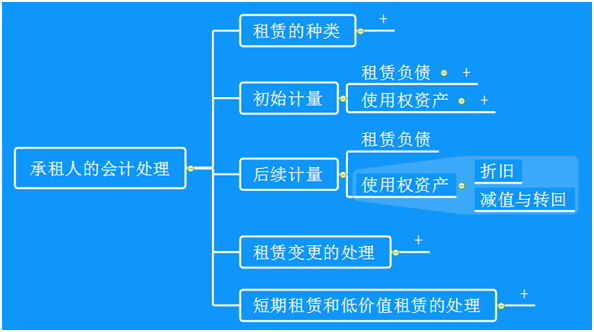 租赁的种类
+
租赁负债
+
初始计量
使用权资产
+
租赁负债
承租人的会计处理
后续计量
使用权资产
折旧
减值与转回
租赁变更的处理
+
短期租赁和低价值租赁的处理
+